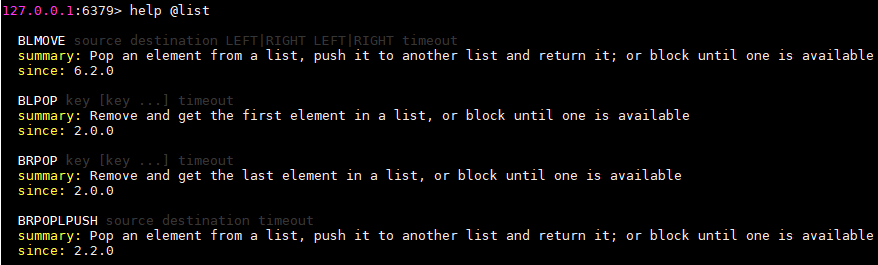 127.0.0.1:6379> help @list
BLMOVE source destination LEFT|RIGHT LEFT|RIGHT timeout
summary: Pop an element from a list, push it to another list and return it; or block until one is available
since: 6.2.0
BLPOP key [key ...] timeout
summary: Remove and get the first element in a list, or block until one is available
since: 2.0.0
BRPOP key [key ...] timeout
summary: Remove and get the last element in a list, or block until one is available
since: 2.0.0
BRPOPLPUSH source destination timeout
summary: Pop an element from a list, push it to another list and return it; or block until one is available
since: 2.2.0